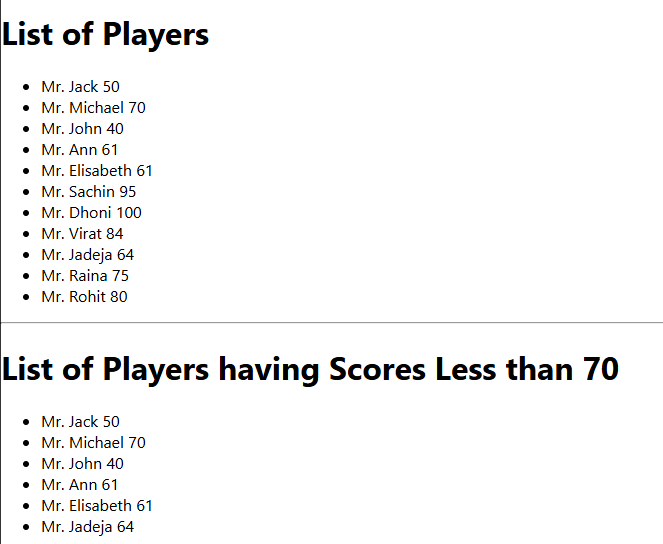 List of Players
Mr. Jack 50
Mr. Michael 70
Mr. John 40
Mr. Ann 61
Mr. Elisabeth 61
Mr. Sachin 95
Mr. Dhoni 100
Mr. Virat 84
Mr. Jadeja 64
Mr. Raina 75
Mr. Rohit 80
List of Players having Scores Less than 70
Mr. Jack 50
Mr. Michael 70
Mr. John 40
Mr. Ann 61
Mr. Elisabeth 61
Mr. Jadeja 64